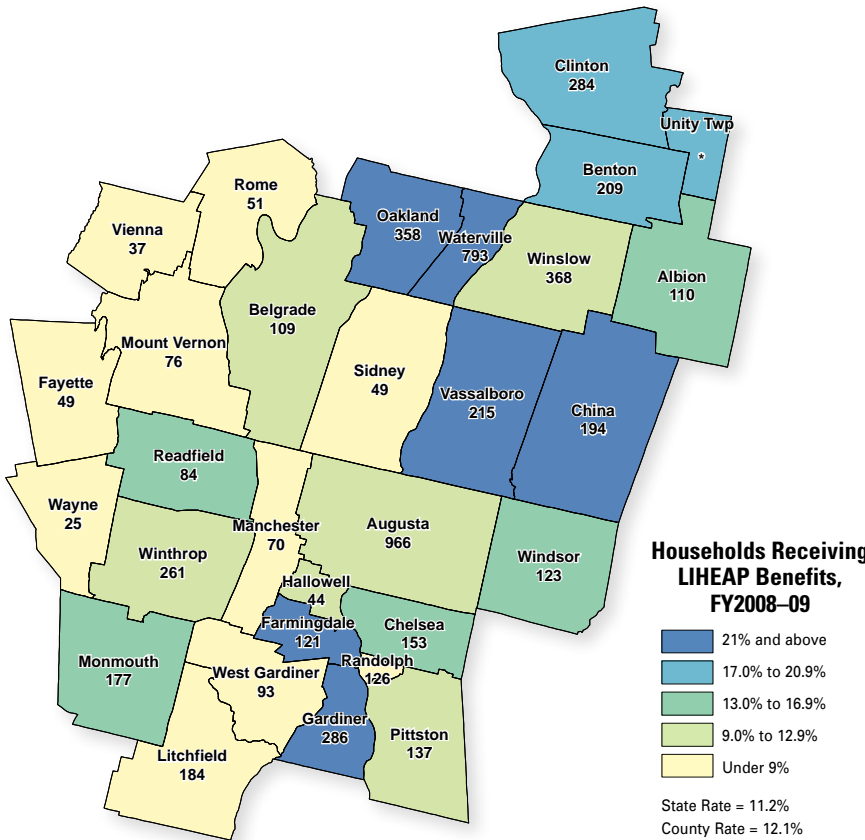 Clinton
284
Unity Twp
*
Benton
209
Rome
51
Oakland
358
Waterville
793
Vienna
37
Winslow
368
Albion
110
Belgrade
109
Mount Vernon
76
Sidney
49
Fayette
49
Vassalboro
215
China
194
Readfield
84
Wayne
25
Manchester
70
Augusta
966
Winthrop
261
Windsor
123
Hallowell
44
Farmingdale
121
Chelsea
153
Monmouth
177
West Gardiner
93
Randolph
126
Gardiner
286
Pittston
137
Litchfield
184
Households Receiving
LIHEAP Benefits,
FY2008–09
21% and above
17.0% to 20.9%
13.0% to 16.9%
9.0% to 12.9%
Under 9%
State Rate = 11.2%
County Rate = 12.1%